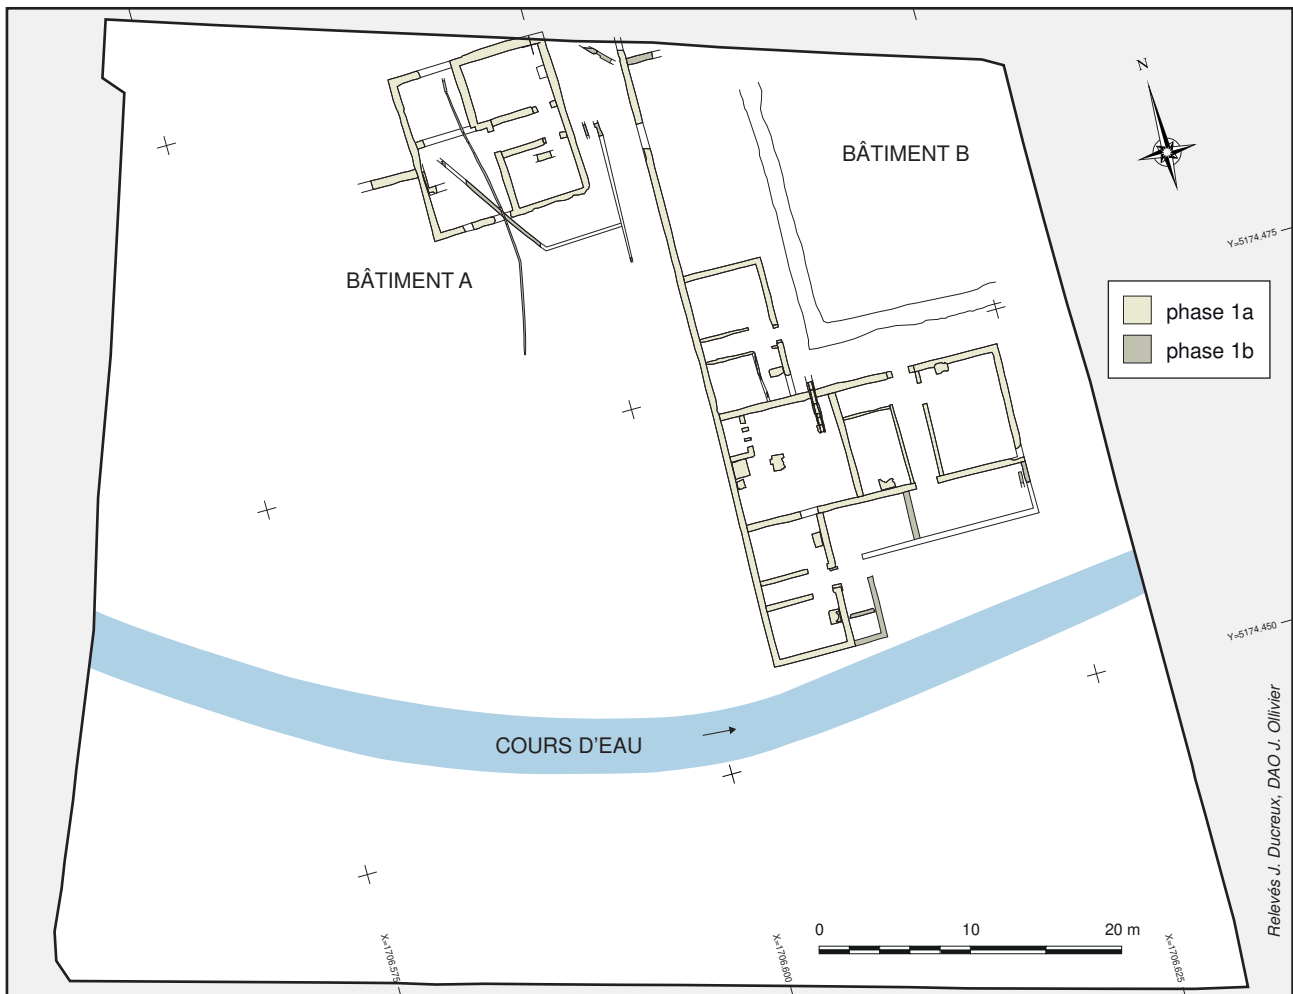 N
BÂTIMENT B
Y=5174.475
BÂTIMENT A
phase 1a
phase 1b
Y=5174.450
COURS D'EAU
Relevés J. Ducreux, DAO J. Ollivier
0 10 20 m
X=1706.575
X=1706.600
X=1706.625